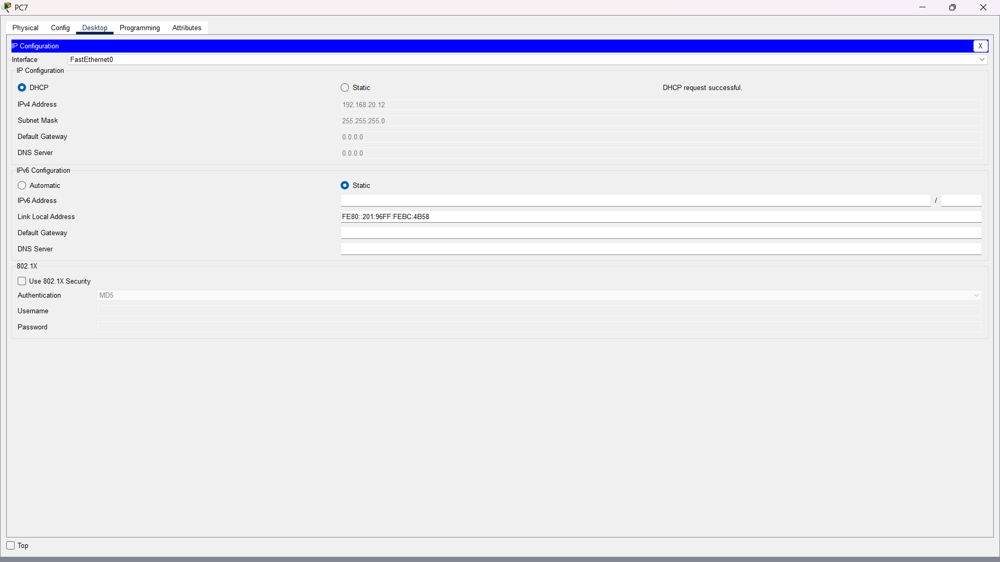 PC7
Physical Config Desktop Programming Attributes
IP Configuration X
Interface FastEthernet0
IP Configuration
DHCP Static DHCP request successful.
IPv4 Address 192.168.20.12
Subnet Mask 255.255.255.0
Default Gateway 0.0.0.0
DNS Server 0.0.0.0
IPv6 Configuration
Automatic Static
IPv6 Address /
Link Local Address FE80::201:96FF:FEBC:4B58
Default Gateway
DNS Server
802.1X
Use 802.1X Security
Authentication MD5
Username
Password
Top